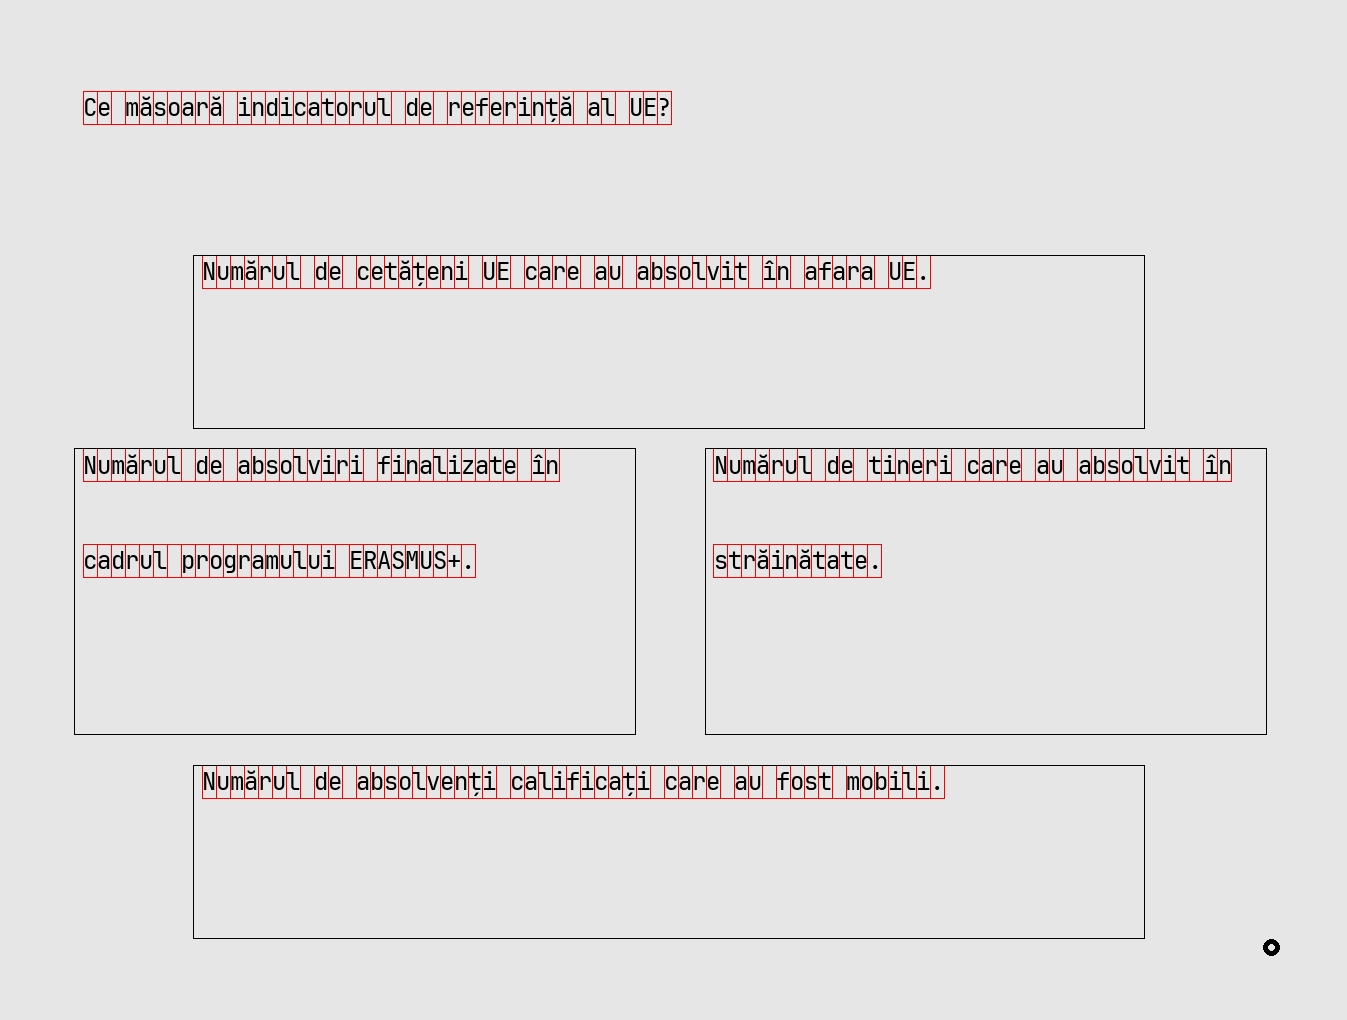 Ce măsoară indicatorul de referință al UE?
Numărul de cetățeni UE care au absolvit în afara UE.
Numărul de absolviri finalizate în
cadrul programului ERASMUS+.
Numărul de tineri care au absolvit în
străinătate.
Numărul de absolvenți calificați care au fost mobili.